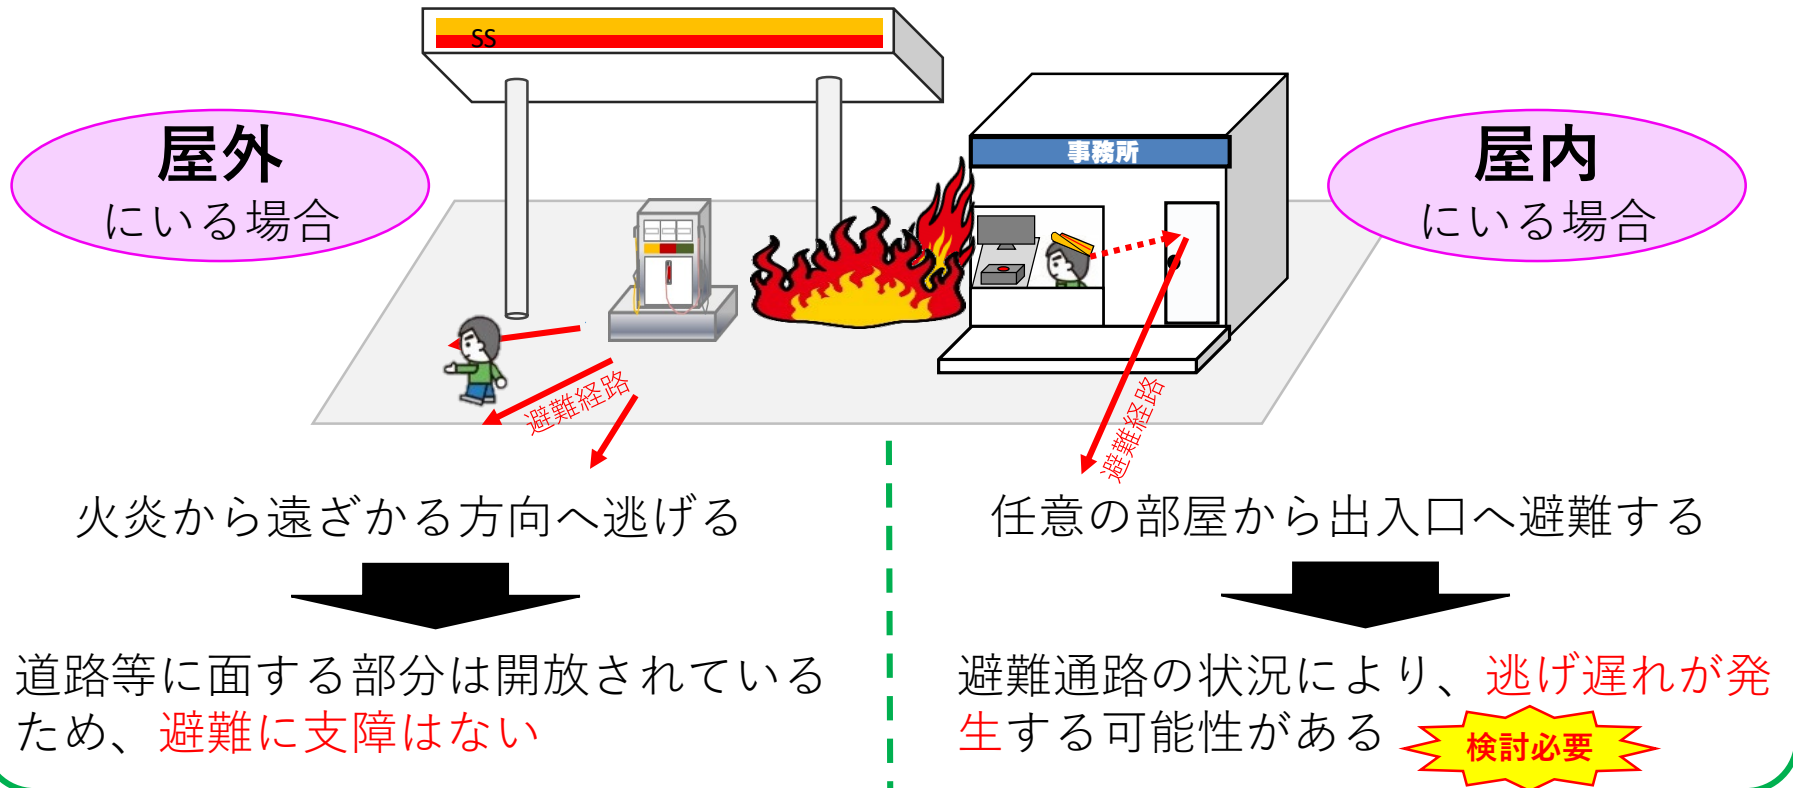 SS
屋外
にいる場合
事務所
屋内
にいる場合
避難経路
避難経路
火炎から遠ざかる方向へ逃げる
道路等に面する部分は開放されている
ため、避難に支障はない
任意の部屋から出入口へ避難する
避難通路の状況により、逃げ遅れが発
生する可能性がある
検討必要